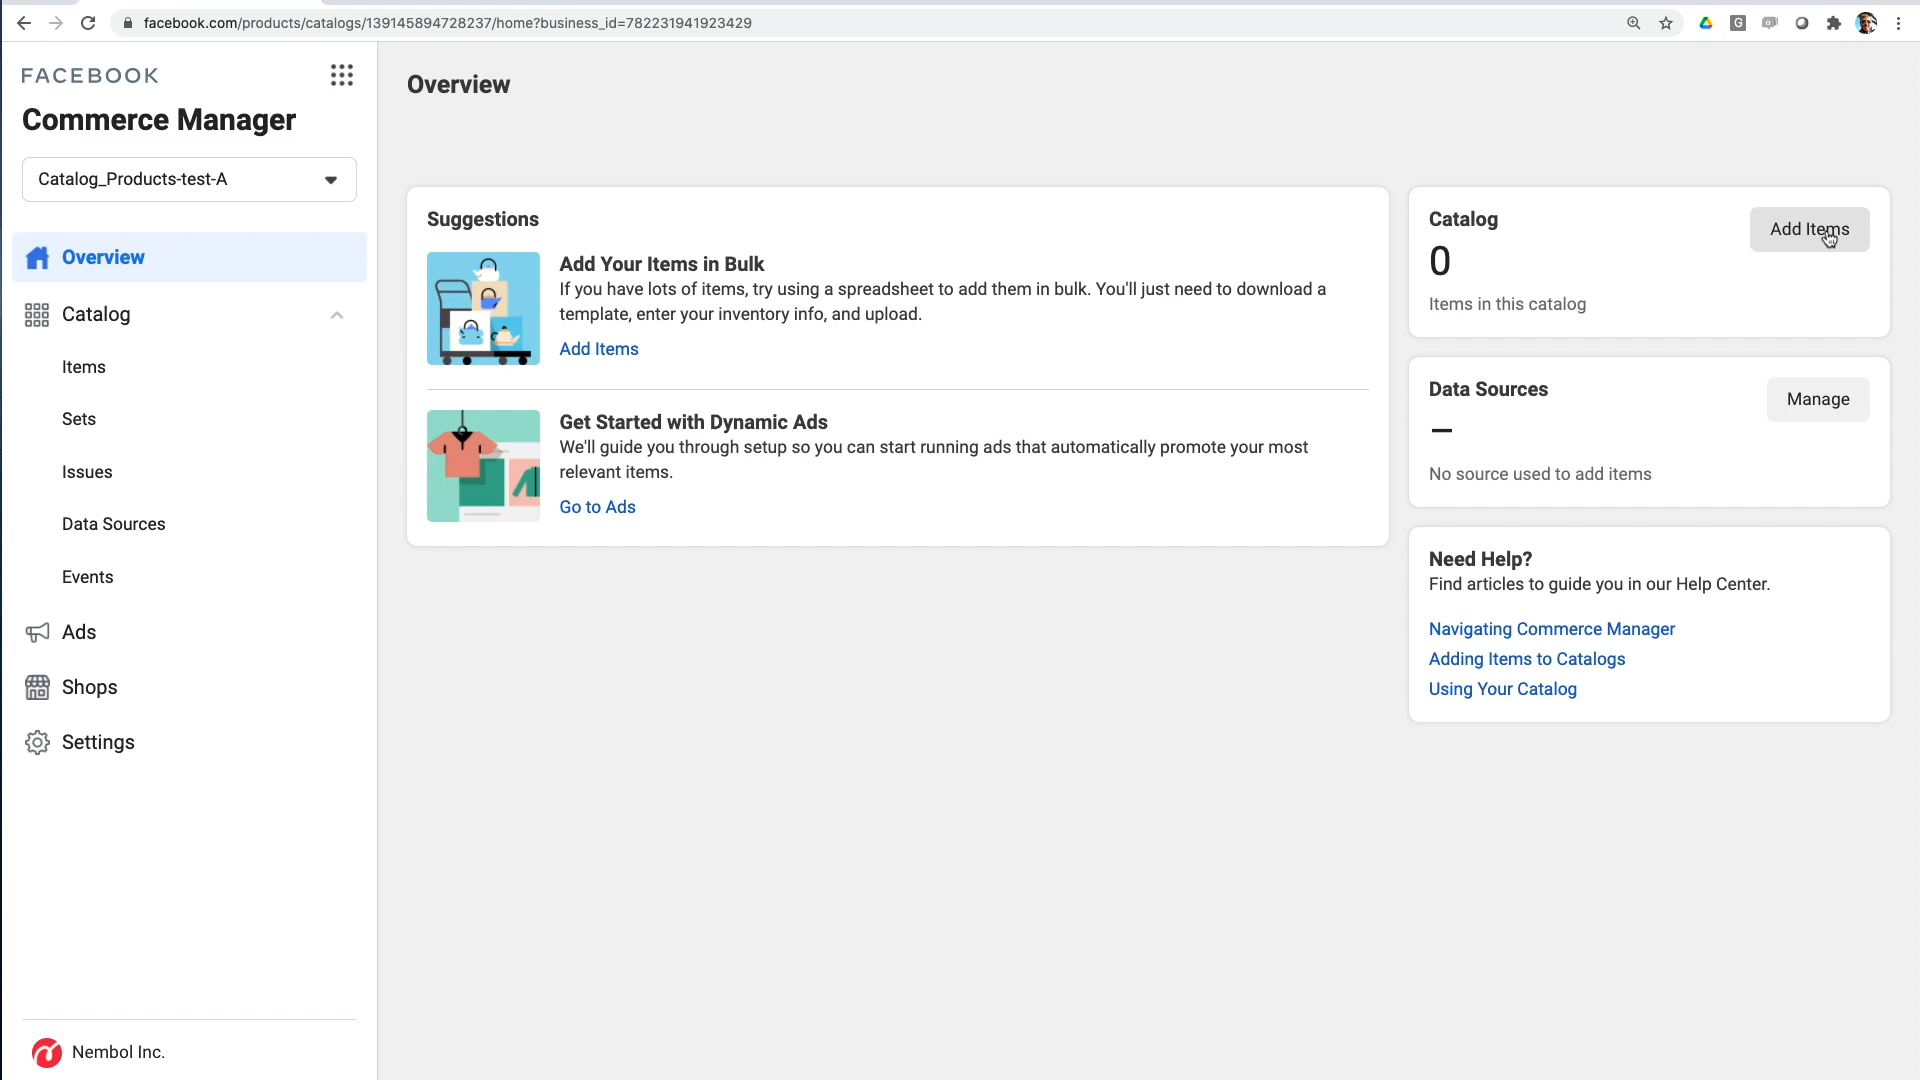 facebook.com/products/catalogs/139145894728237/home?business_id=782231941923429
FACEBOOK
Commerce Manager
Catalog_Products-test-A
Overview
Catalog
Items
Sets
Issues
Data Sources
Events
Ads
Shops
Settings
Nembol Inc.
Overview
Suggestions
Add Your Items in Bulk
If you have lots of items, try using a spreadsheet to add them in bulk. You'll just need to download a
template, enter your inventory info, and upload.
Add Items
Get Started with Dynamic Ads
We'll guide you through setup so you can start running ads that automatically promote your most
relevant items.
Go to Ads
Catalog
Add Items
0
Items in this catalog
Data Sources
Manage
—
No source used to add items
Need Help?
Find articles to guide you in our Help Center.
Navigating Commerce Manager
Adding Items to Catalogs
Using Your Catalog